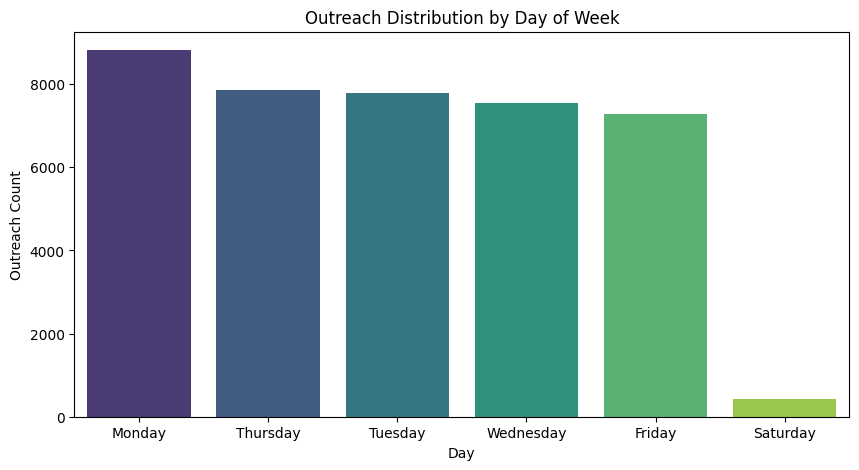 Outreach Distribution by Day of Week
Outreach Count
8000
6000
4000
2000
0
Monday Thursday Tuesday Wednesday Friday Saturday
Day